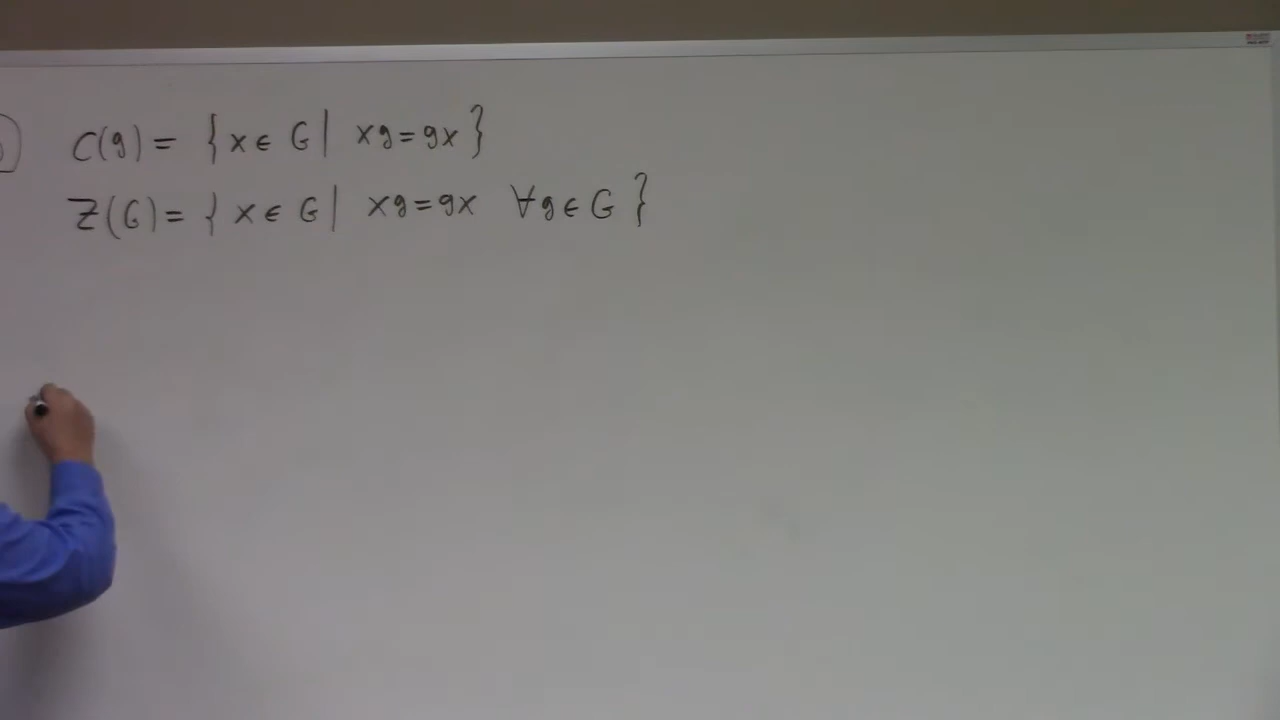 C(g) = { x ∈ G | xg = gx }
Z(G) = { x ∈ G | xg = gx ∀g ∈ G }